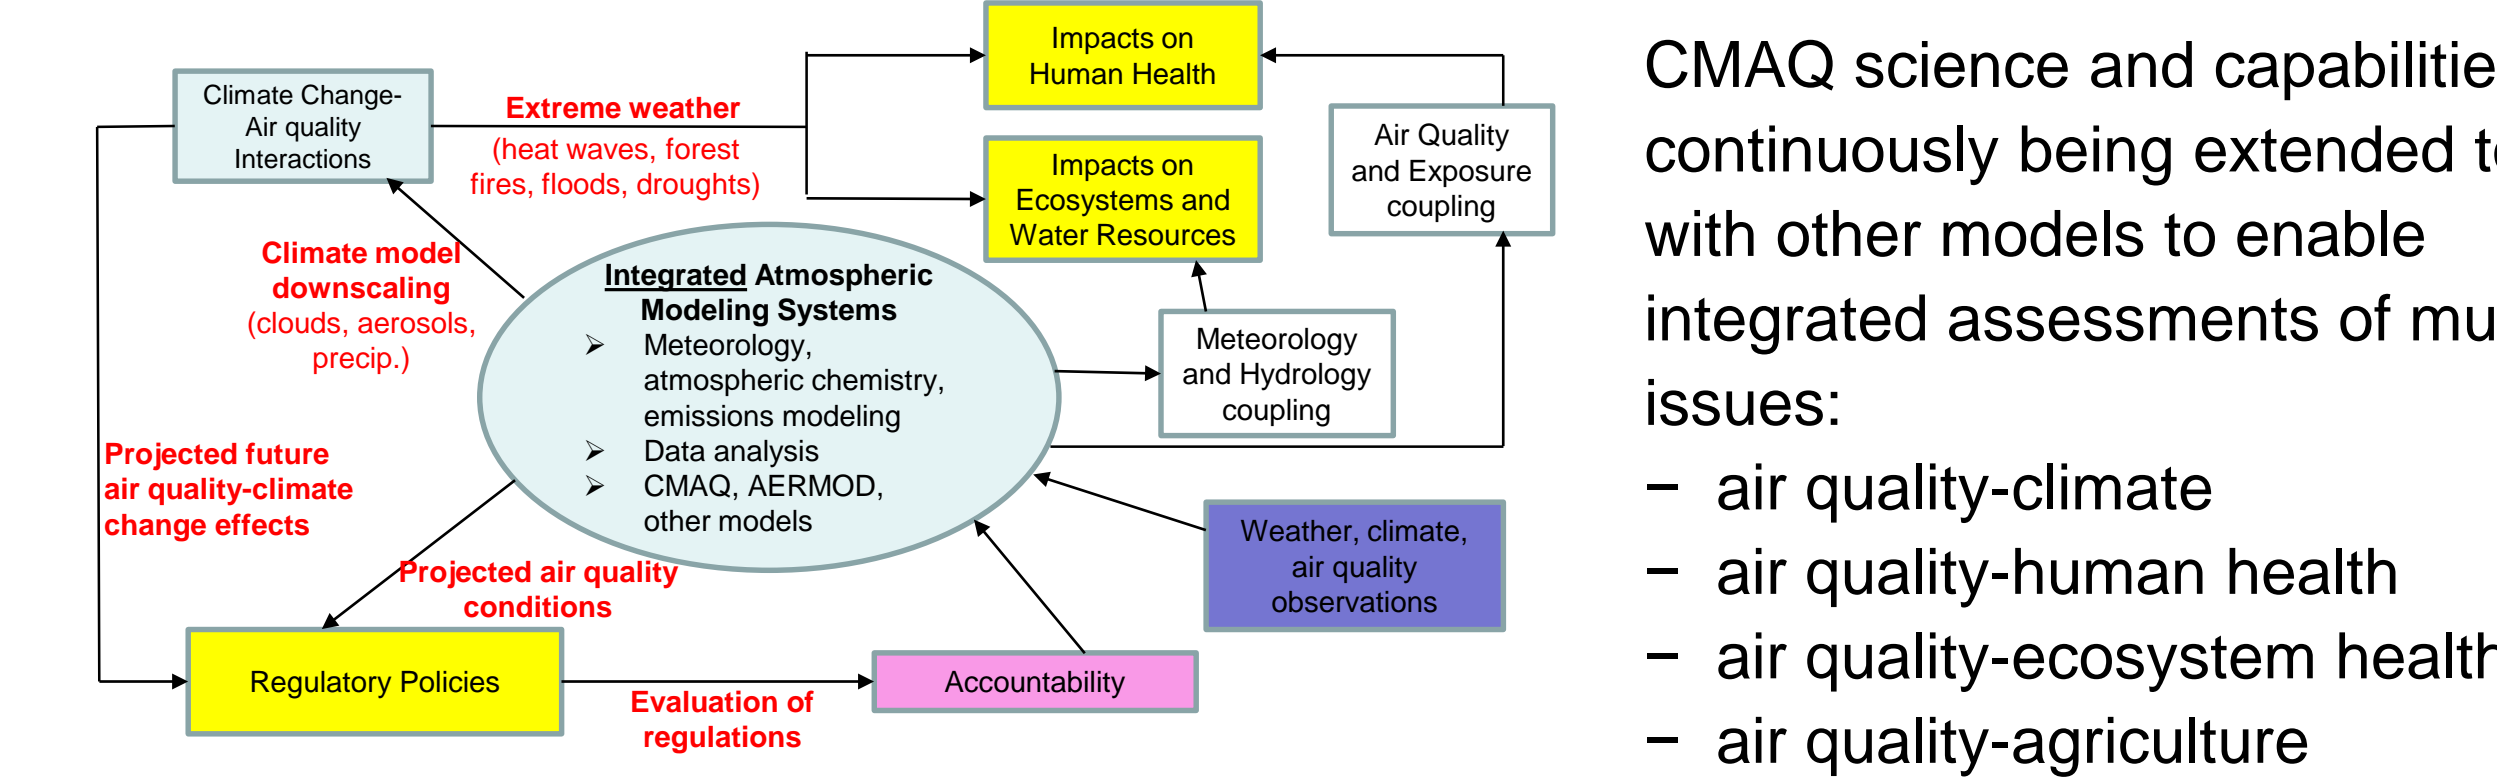 Impacts on
Human Health
Climate Change-
Air quality
Interactions
Extreme weather
(heat waves, forest
fires, floods, droughts)
Impacts on
Ecosystems and
Water Resources
Air Quality
and Exposure
coupling
Climate model
downscaling
(clouds, aerosols,
precip.)
Integrated Atmospheric
Modeling Systems
➢ Meteorology,
atmospheric chemistry,
emissions modeling
➢ Data analysis
➢ CMAQ, AERMOD,
other models
Meteorology
and Hydrology
coupling
Projected future
air quality-climate
change effects
Weather, climate,
air quality
observations
Projected air quality
conditions
Regulatory Policies
Evaluation of
regulations
Accountability
CMAQ science and
continuously being extended
with other models to enable
integrated assessments of
issues:
− air quality-climate
− air quality-human health
− air quality-ecosystem health
− air quality-agriculture